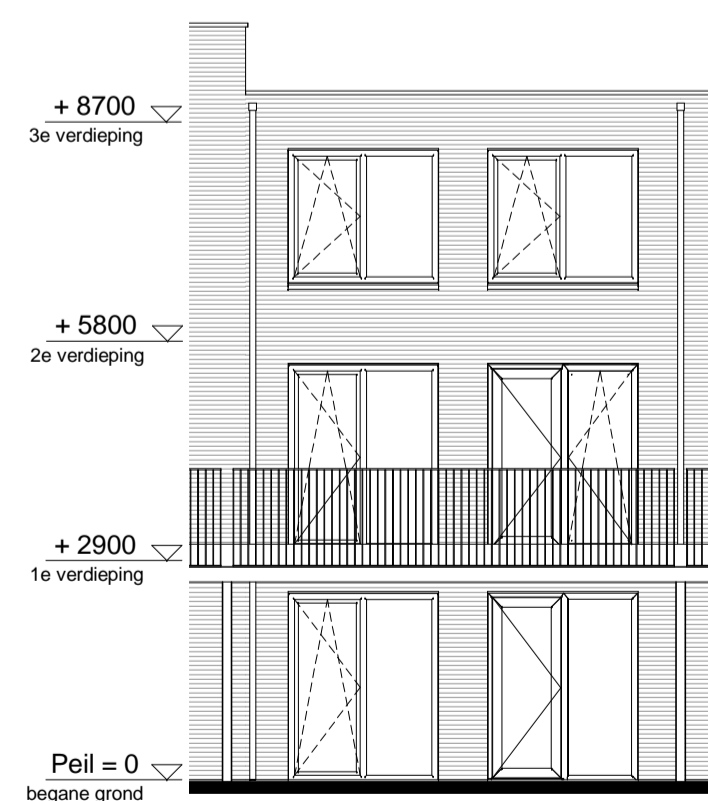 + 8700
3e verdieping
+ 5800
2e verdieping
+ 2900
1e verdieping
Peil = 0
begane grond